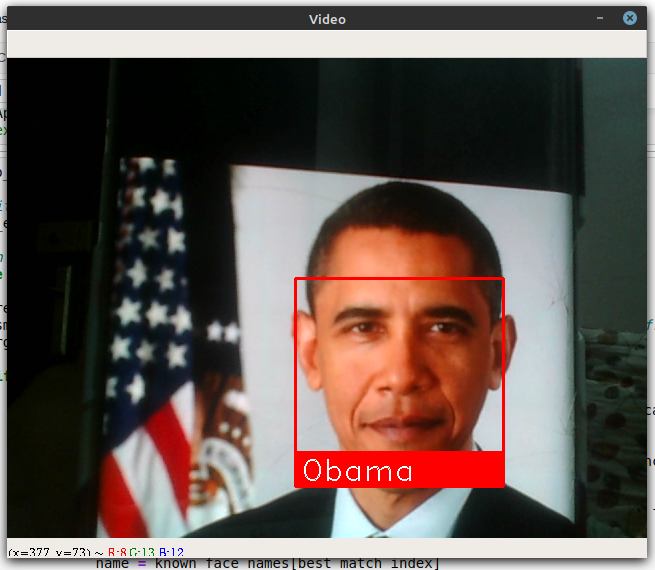 Video
Obama
(x=377, y=73) ~ R:8 G:13 B:12
name = known_face_names[best_match_index]